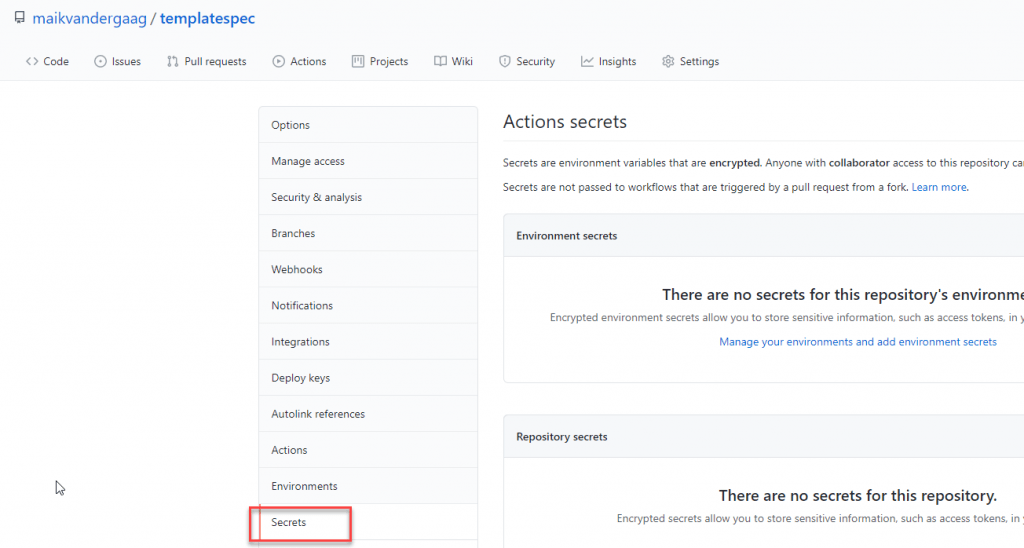 maikvandergaag / templatespec
Code Issues Pull requests Actions Projects Wiki Security Insights Settings
Options
Manage access
Security & analysis
Branches
Webhooks
Notifications
Integrations
Deploy keys
Autolink references
Actions
Environments
Secrets
Actions secrets
Secrets are environment variables that are encrypted. Anyone with collaborator access to this repository
Secrets are not passed to workflows that are triggered by a pull request from a fork. Learn more.
Environment secrets
There are no secrets for this repository's
Encrypted environment secrets allow you to store sensitive information, such as access tokens, in
Manage your environments and add environment secrets
Repository secrets
There are no secrets for this repository.
Encrypted secrets allow you to store sensitive information, such as access tokens, in